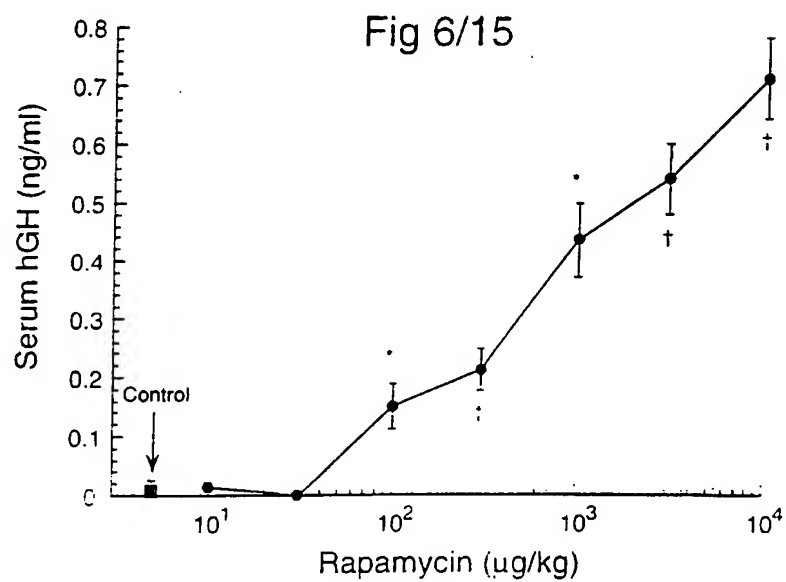 Fig 6/15
Serum hGH (ng/ml)
0.8
0.7
0.6
0.5
0.4
0.3
0.2
0.1
0
Control
* * † † ‡ ‡
10¹ 10² 10³ 10⁴
Rapamycin (µg/kg)